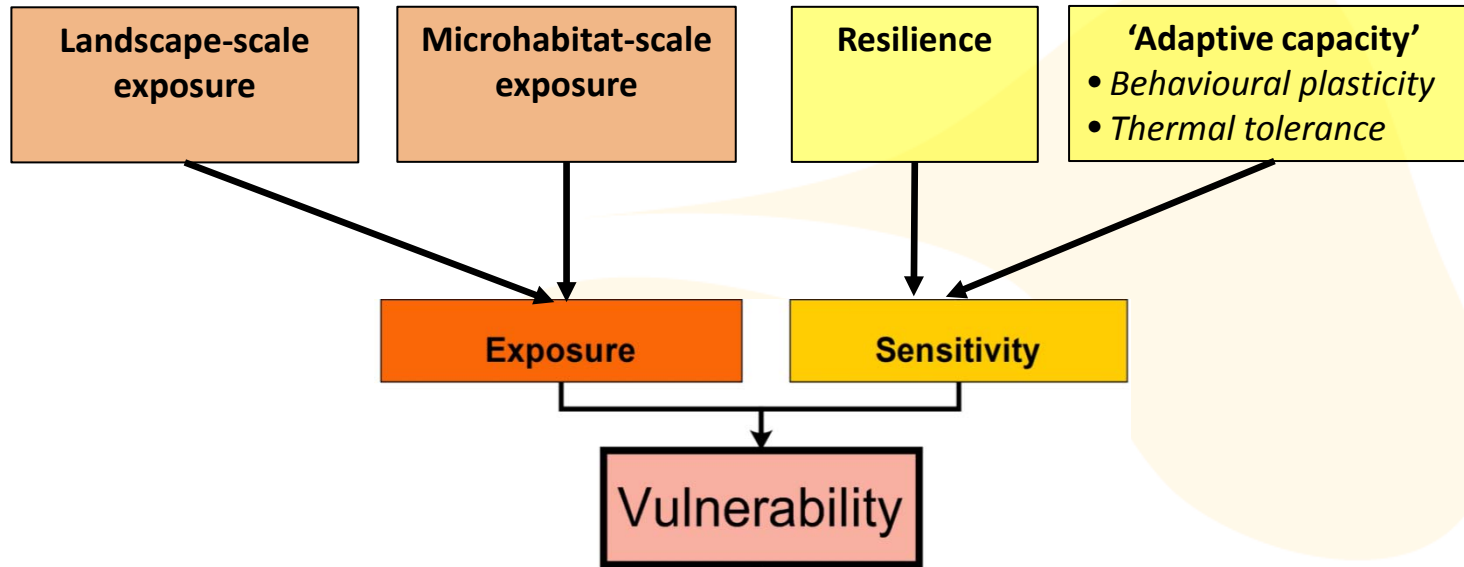 Landscape-scale
exposure
Microhabitat-scale
exposure
Resilience
‘Adaptive capacity’
• Behavioural plasticity
• Thermal tolerance
Exposure
Sensitivity
Vulnerability